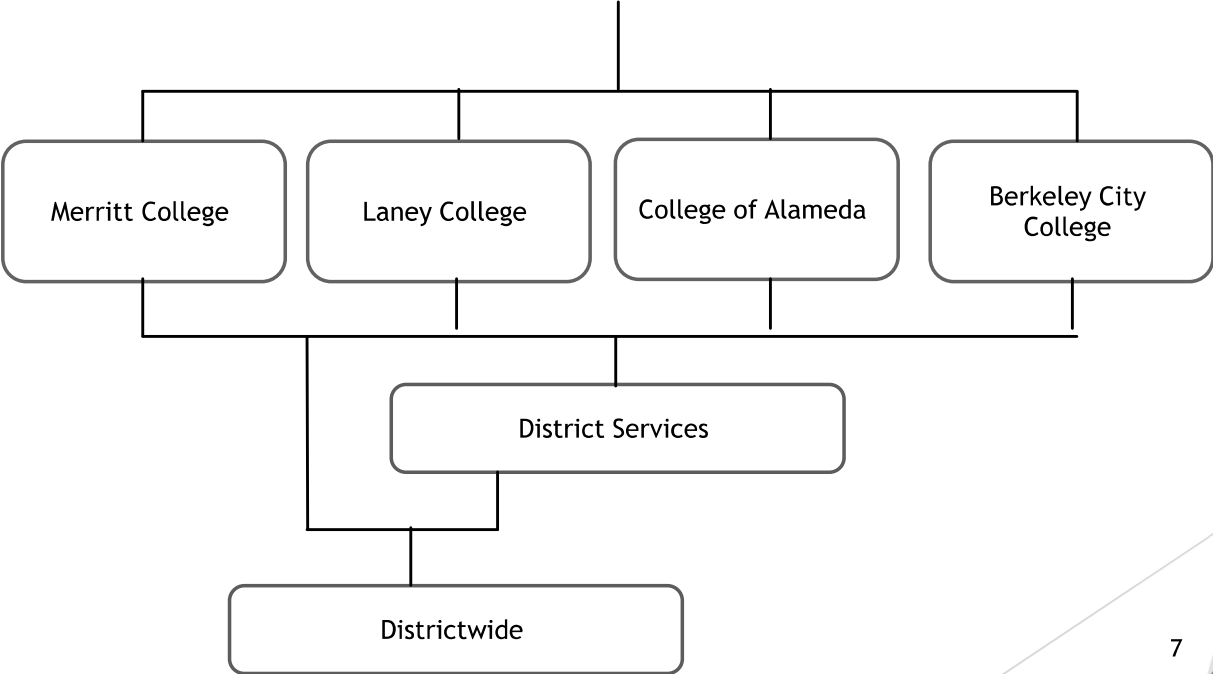 Merritt College
Laney College
College of Alameda
Berkeley City
College
District Services
Districtwide
7